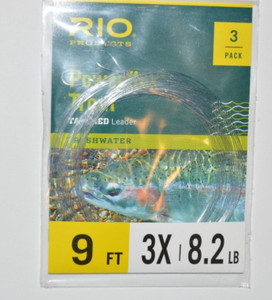 RIO
PRODUCTS
3
PACK
Powerflex
Trout
TAPERED Leader
FRESHWATER
9 FT 3X / 8.2 LB